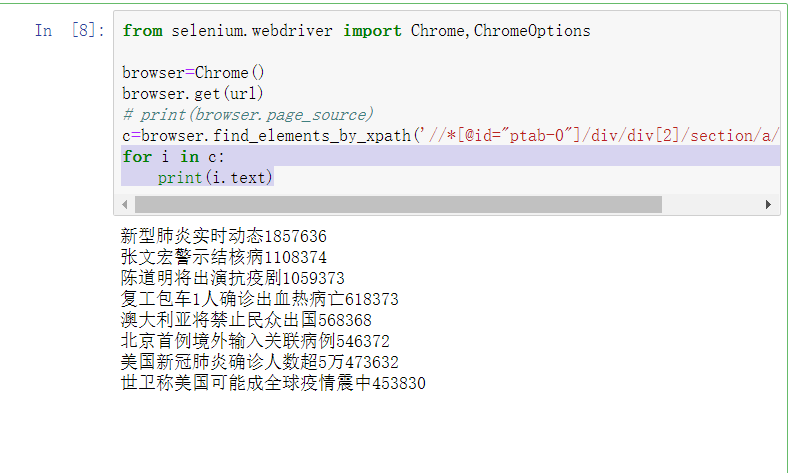 In [8]:
from selenium.webdriver import Chrome,ChromeOptions
browser=Chrome()
browser.get(url)
# print(browser.page_source)
c=browser.find_elements_by_xpath('//*[@id="ptab-0"]/div/div[2]/section/a/
for i in c:
    print(i.text)
新型肺炎实时动态1857636
张文宏警示结核病1108374
陈道明将出演抗疫剧1059373
复工包车1人确诊出血热病亡618373
澳大利亚将禁止民众出国568368
北京首例境外输入关联病例546372
美国新冠肺炎确诊人数超5万473632
世卫称美国可能成全球疫情震中453830